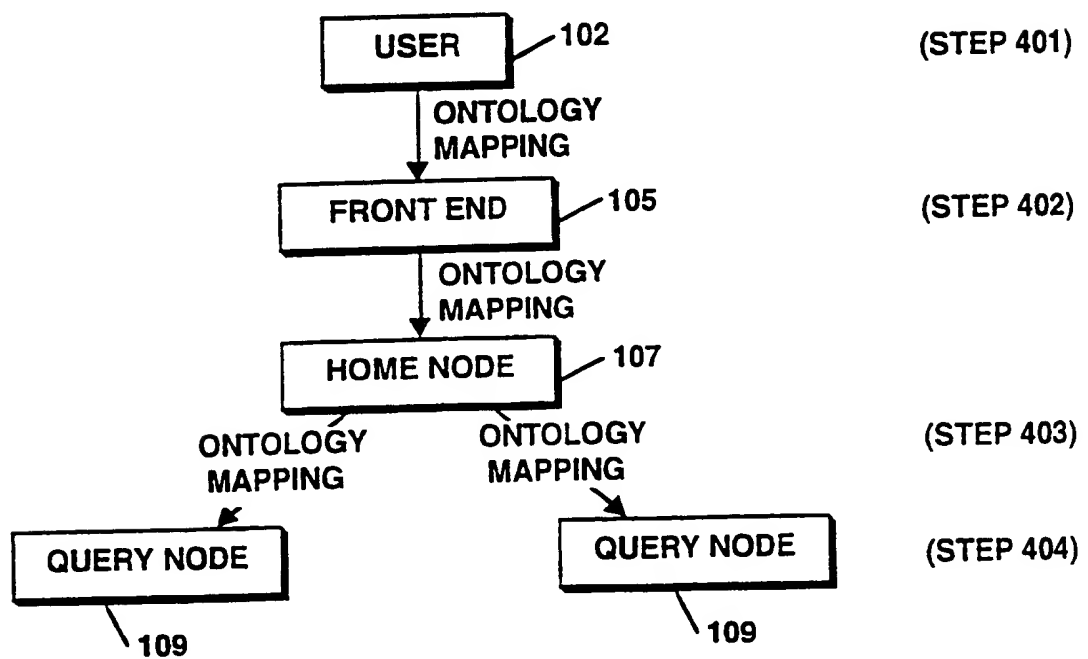 USER
102
(STEP 401)
ONTOLOGY
MAPPING
FRONT END
105
(STEP 402)
ONTOLOGY
MAPPING
HOME NODE
107
ONTOLOGY
MAPPING
ONTOLOGY
MAPPING
(STEP 403)
QUERY NODE
QUERY NODE
(STEP 404)
109
109